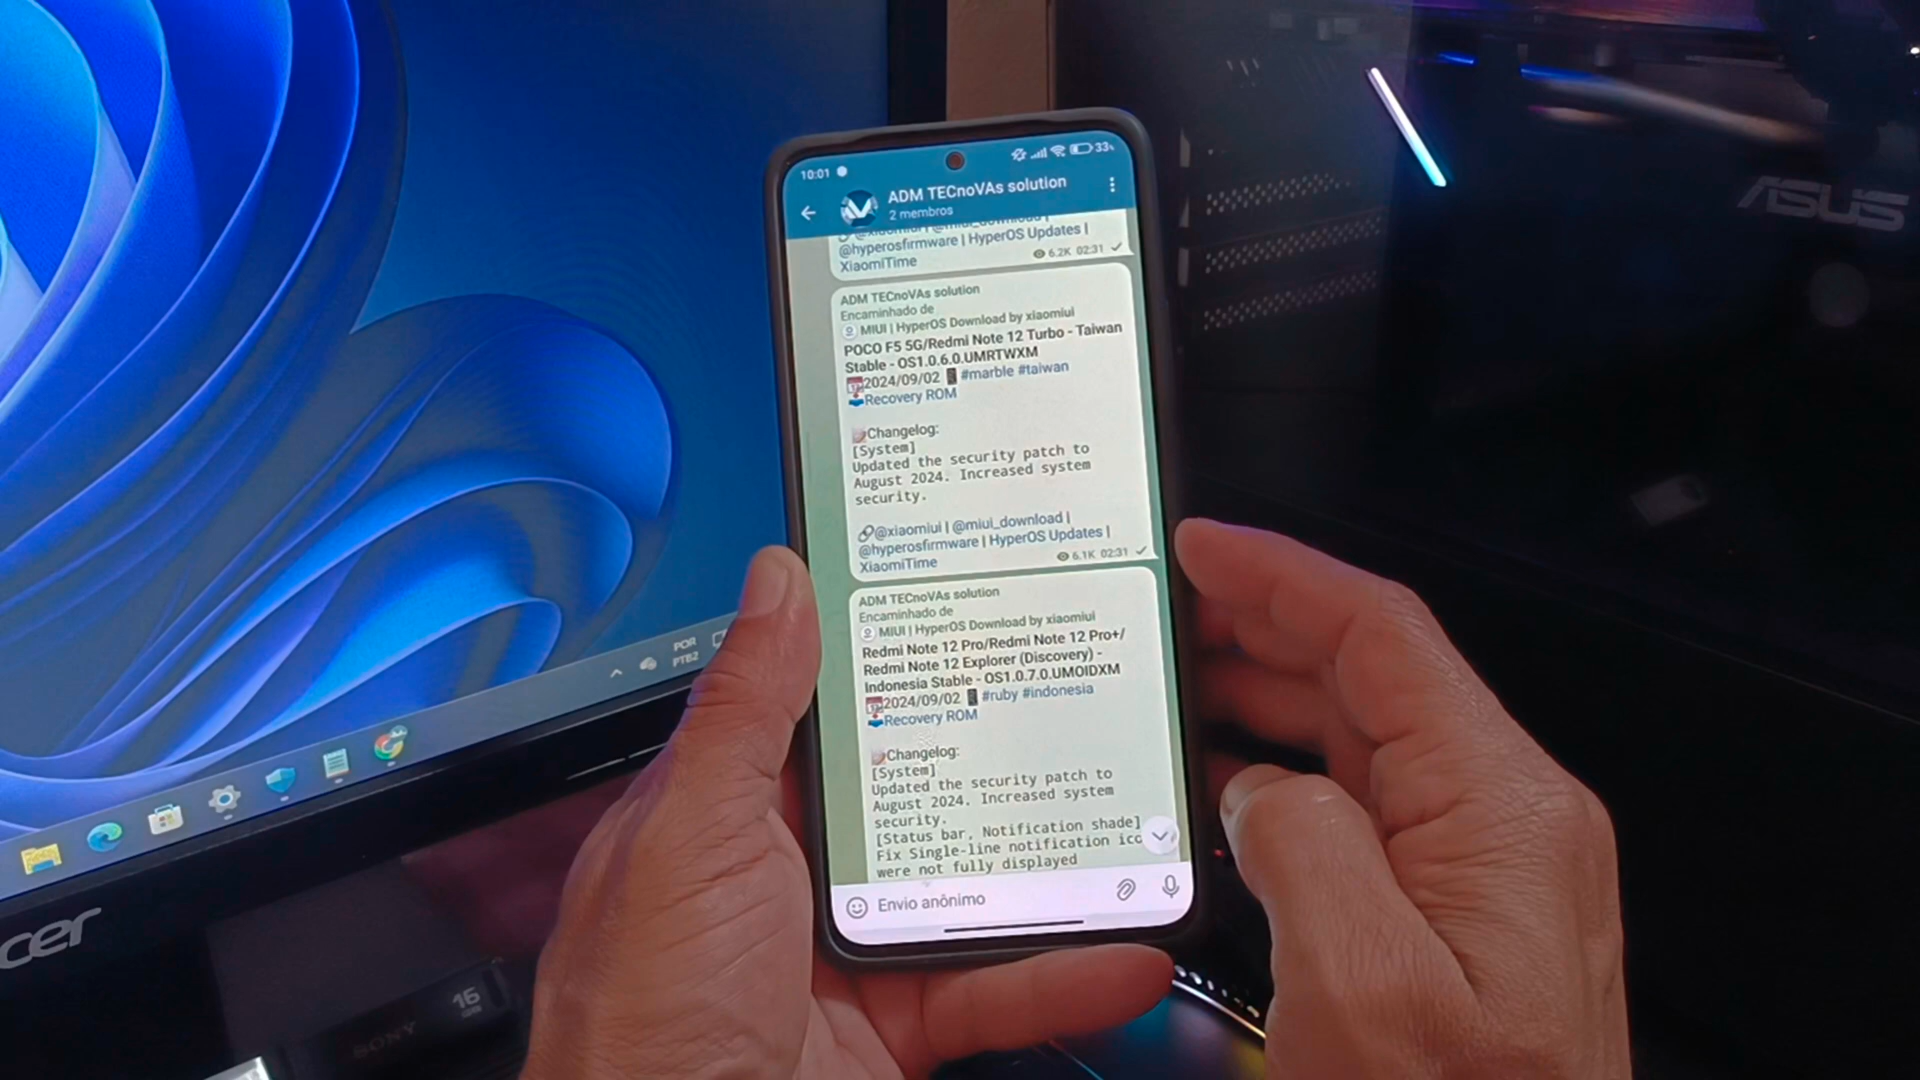 10:01
33%
ADM TECnoVAs solution
2 membros
@hyperosfirmware | HyperOS Updates |
XiaomiTime
6.2K 02:31
ADM TECnoVAs solution
Encaminhado de
MIUI | HyperOS Download by xiaomiui
POCO F5 5G/Redmi Note 12 Turbo - Taiwan
Stable - OS1.0.6.0.UMRTWXM
2024/09/02 #marble #taiwan
Recovery ROM
Changelog:
[System]
Updated the security patch to
August 2024. Increased system
security.
@xiaomiui | @miui_download |
@hyperosfirmware | HyperOS Updates |
XiaomiTime
6.1K 02:31
ADM TECnoVAs solution
Encaminhado de
MIUI | HyperOS Download by xiaomiui
Redmi Note 12 Pro/Redmi Note 12 Pro+/
Redmi Note 12 Explorer (Discovery) -
Indonesia Stable - OS1.0.7.0.UMOIDXM
2024/09/02 #ruby #indonesia
Recovery ROM
Changelog:
[System]
Updated the security patch to
August 2024. Increased system
security.
[Status bar, Notification shade]
Fix Single-line notification ico
were not fully displayed
Envio anônimo
POR
PTB2
cer
SONY
16
ASUS